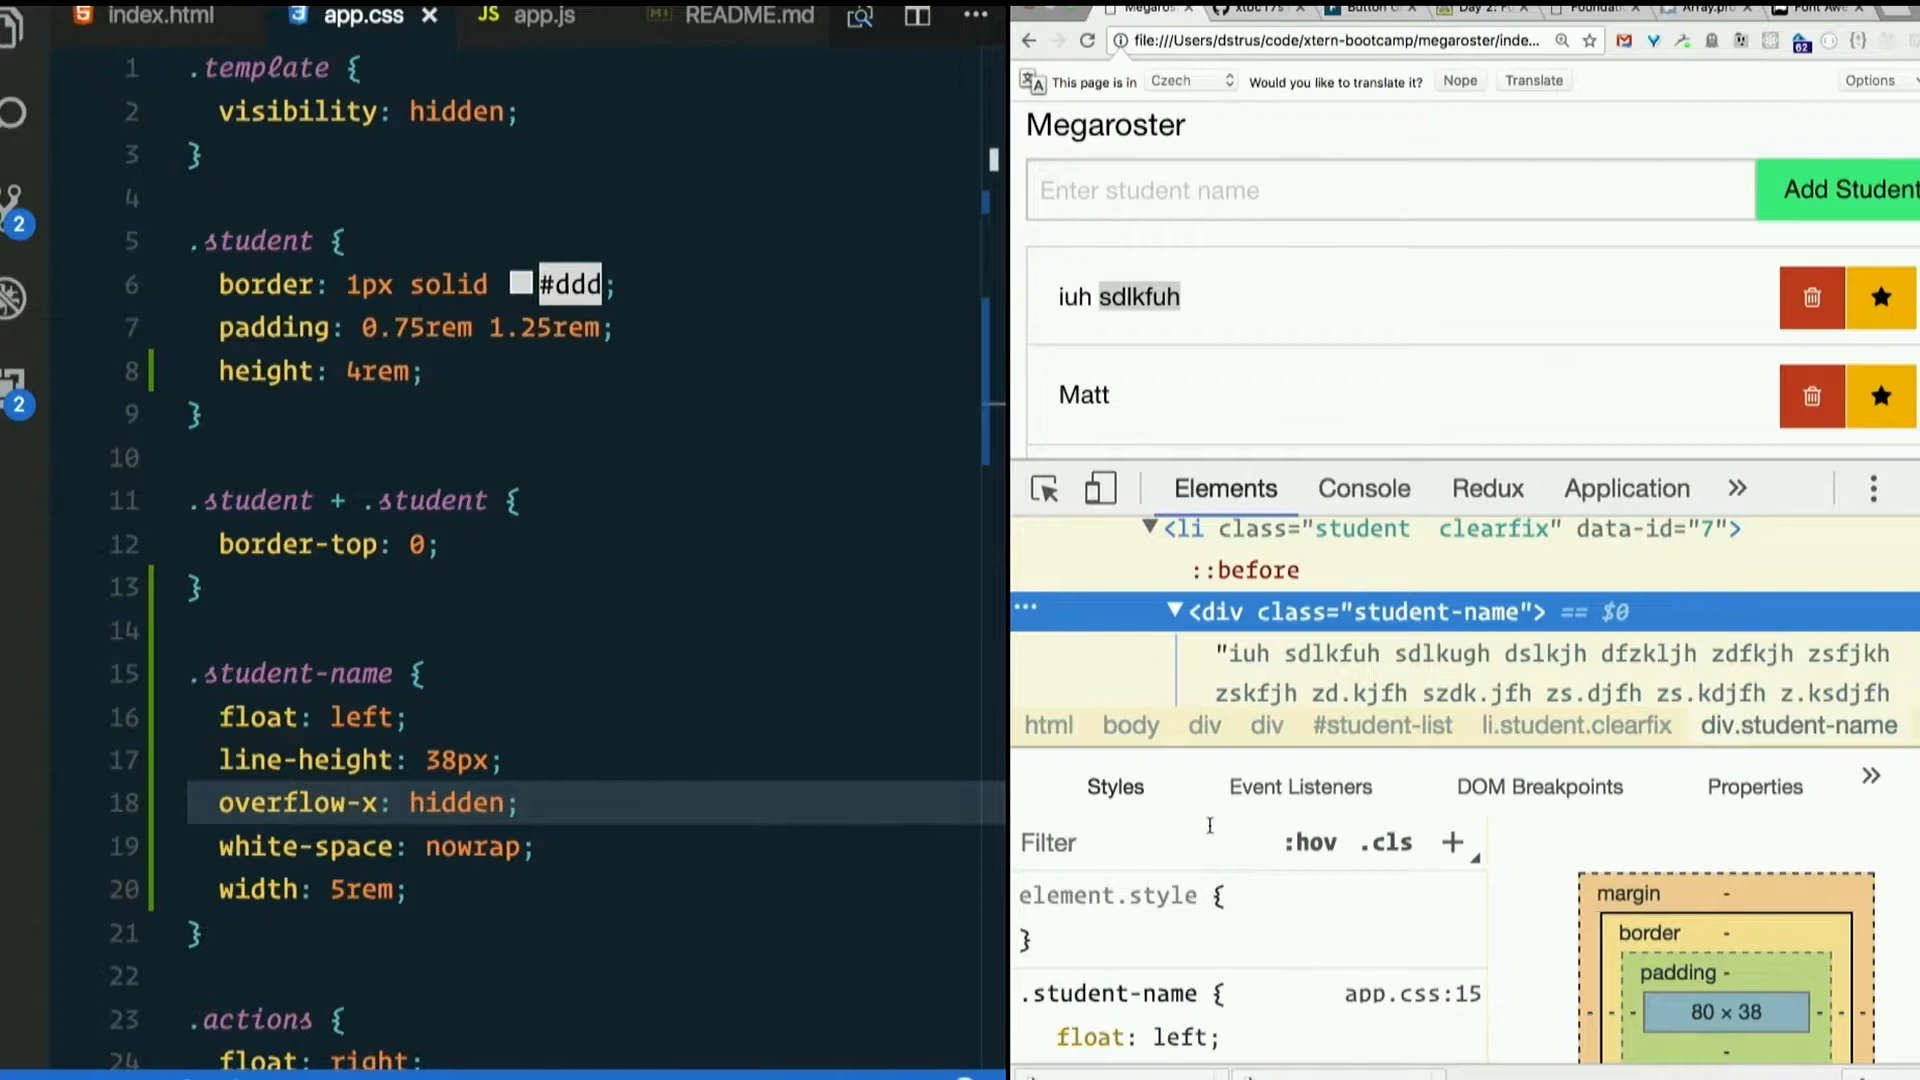 index.html
app.css
JS app.js
README.md
1 .template {
2 visibility: hidden;
3 }
4
5 .student {
6 border: 1px solid #ddd;
7 padding: 0.75rem 1.25rem;
8 height: 4rem;
9 }
10
11 .student + .student {
12 border-top: 0;
13 }
14
15 .student-name {
16 float: left;
17 line-height: 38px;
18 overflow-x: hidden;
19 white-space: nowrap;
20 width: 5rem;
21 }
22
23 .actions {
24 float: right;
2
2
file:///Users/dstrus/code/xtern-bootcamp/megaroster/inde...
62
This page is in Czech Would you like to translate it? Nope Translate Options
Megaroster
Enter student name Add Student
iuh sdlkfuh
Matt
Elements Console Redux Application »
▼<li class="student  clearfix" data-id="7">
::before
... ▼<div class="student-name"> == $0
"iuh sdlkfuh sdlkugh dslkjh dfzkljh zdfkjh zsfjkh
zskfjh zd.kjfh szdk.jfh zs.djfh zs.kdjfh z.ksdjfh
html body div div #student-list li.student.clearfix div.student-name
Styles Event Listeners DOM Breakpoints Properties »
Filter :hov .cls +
element.style {
}
.student-name { app.css:15
float: left;
margin -
border -
padding -
80 × 38